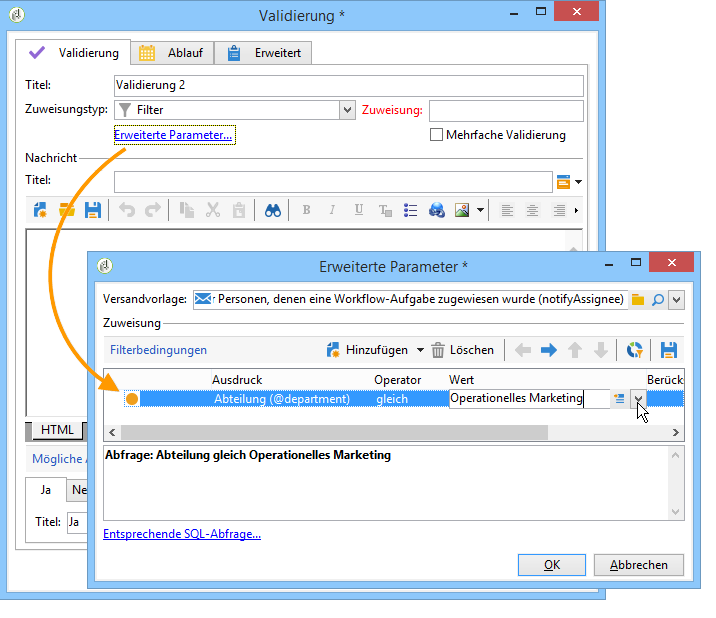 Validierung *
Validierung Ablauf Erweitert
Titel: Validierung 2
Zuweisungstyp: Filter Zuweisung:
Erweiterte Parameter... Mehrfache Validierung
Nachricht
Titel:
B I U
Erweiterte Parameter *
Versandvorlage: Personen, denen eine Workflow-Aufgabe zugewiesen wurde (notifyAssignee)
Zuweisung
Filterbedingungen Hinzufügen Löschen
Ausdruck Operator Wert Berück
Abteilung (@department) gleich Operationelles Marketing
HTML
Abfrage: Abteilung gleich Operationelles Marketing
Mögliche
Ja Ne
Titel: Ja
Entsprechende SQL-Abfrage...
OK Abbrechen